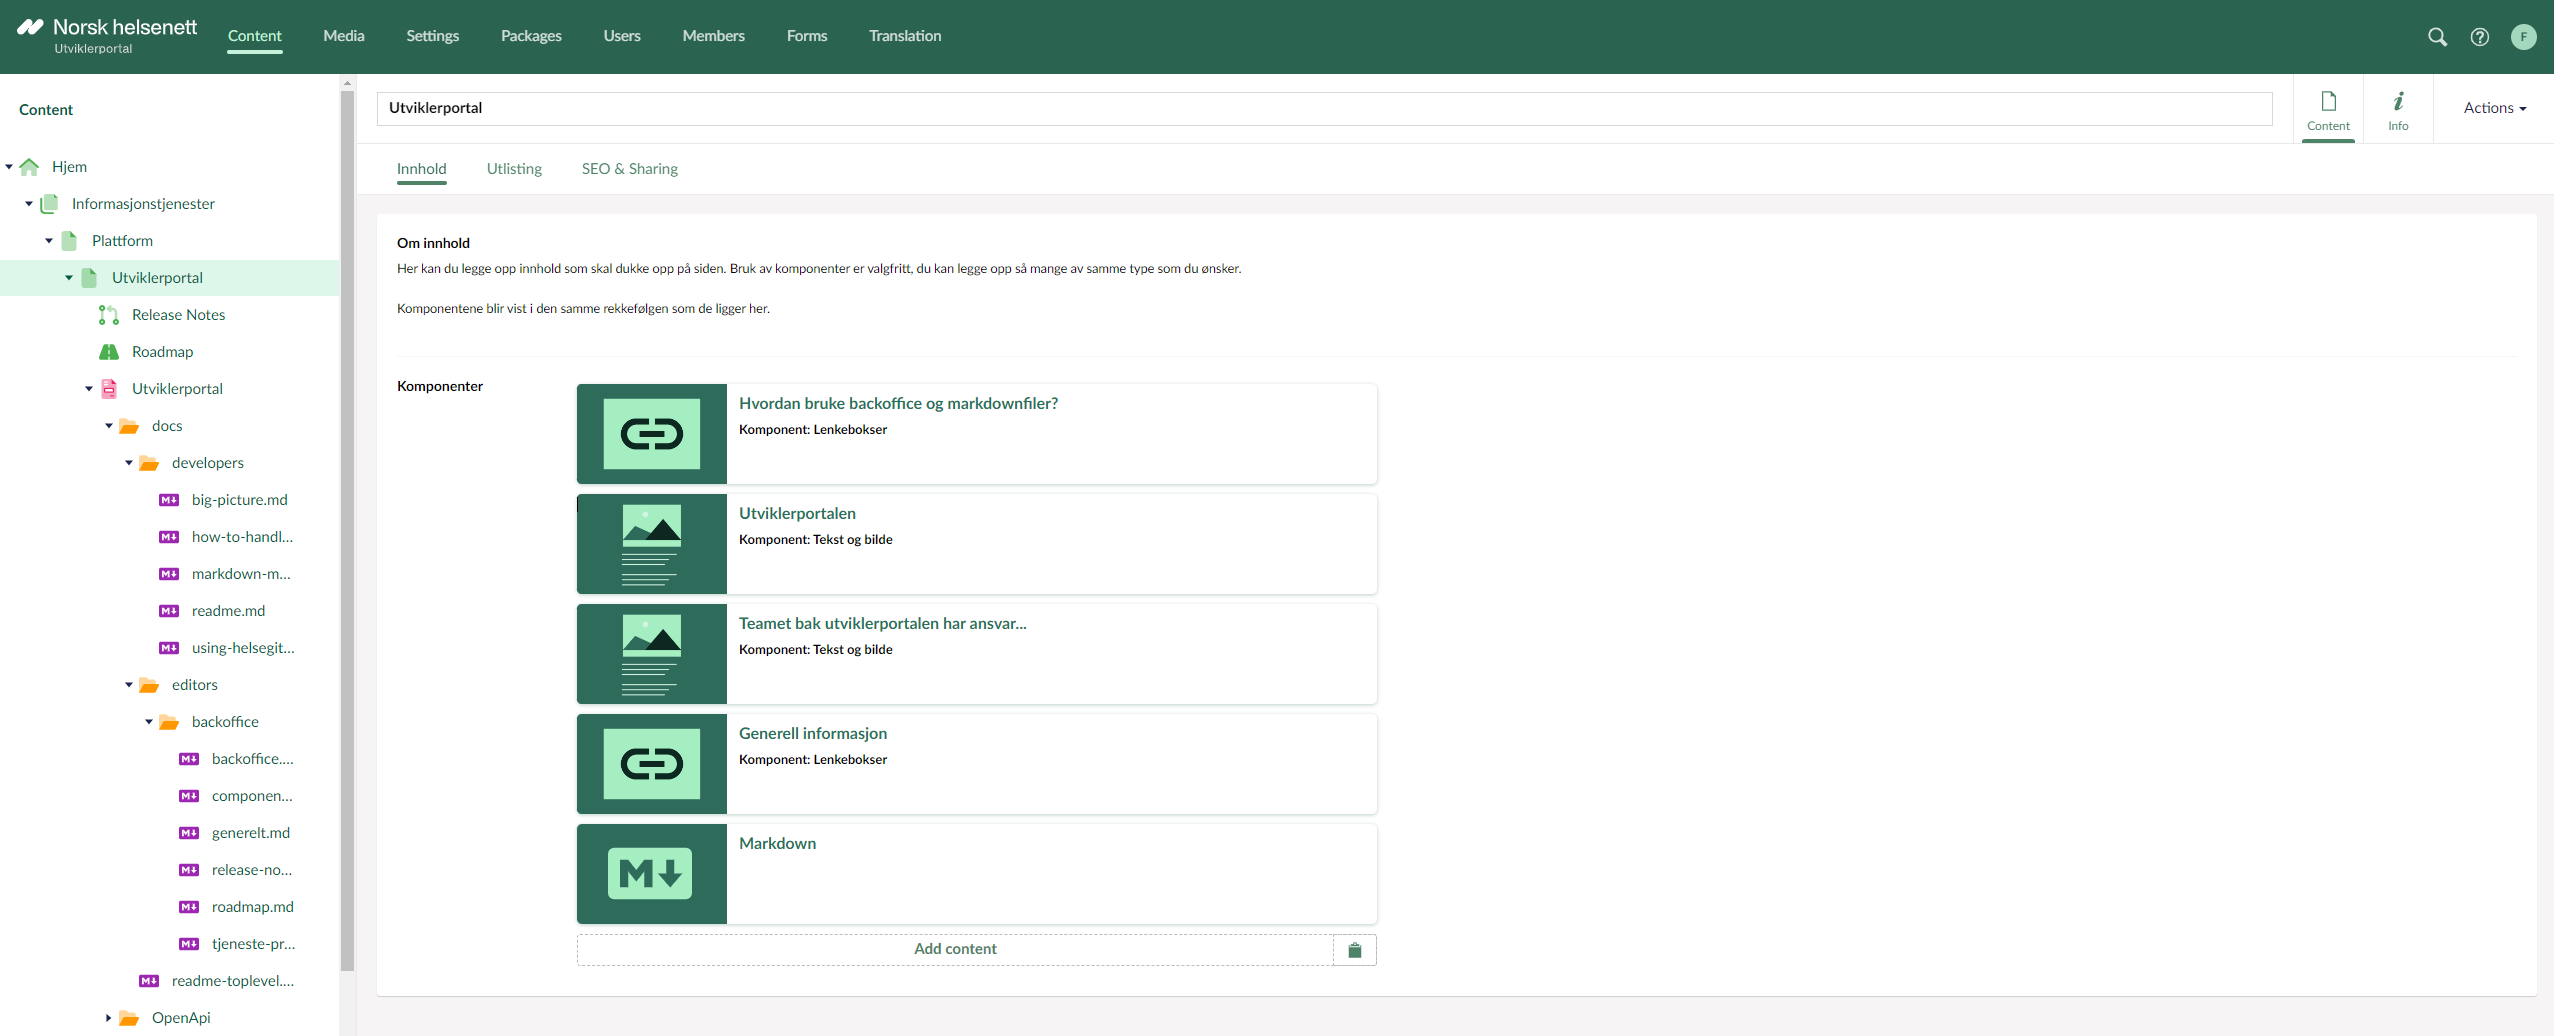 Norsk helsenett
Utviklerportal
Content
Media
Settings
Packages
Users
Members
Forms
Translation
F
Content
Hjem
Informasjonstjenester
Plattform
Utviklerportal
Release Notes
Roadmap
Utviklerportal
docs
developers
M big-picture.md
M how-to-handl...
M markdown-m...
M readme.md
M using-helsegit...
editors
backoffice
M backoffice....
M componen...
M generelt.md
M release-no...
M roadmap.md
M tjeneste-pr...
M readme-toplevel....
OpenApi
Utviklerportal
Content
Info
Actions
Innhold
Utlisting
SEO & Sharing
Om innhold
Her kan du legge opp innhold som skal dukke opp på siden. Bruk av komponenter er valgfritt, du kan legge opp så mange av samme type som du ønsker.
Komponentene blir vist i den samme rekkefølgen som de ligger her.
Komponenter
Hvordan bruke backoffice og markdownfiler?
Komponent: Lenkebokser
Utviklerportalen
Komponent: Tekst og bilde
Teamet bak utviklerportalen har ansvar...
Komponent: Tekst og bilde
Generell informasjon
Komponent: Lenkebokser
M
Markdown
Add content